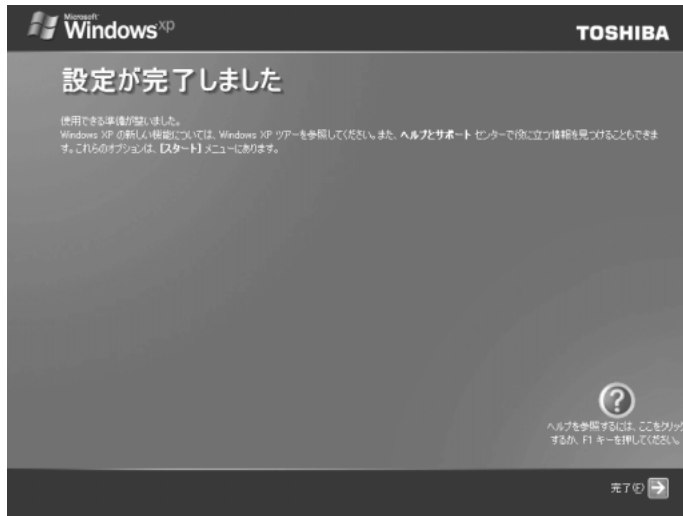 Microsoft
Windows xp
TOSHIBA
設定が完了しました
使用できる準備が整いました。
Windows XP の新しい機能については、Windows XP ツアーを参照してください。また、ヘルプとサポート センターで役に立つ情報を見つけることもできま
す。これらのオプションは、[スタート] メニューにあります。
ヘルプを参照するには、ここをクリック
するか、F1 キーを押してください。
完了(F)